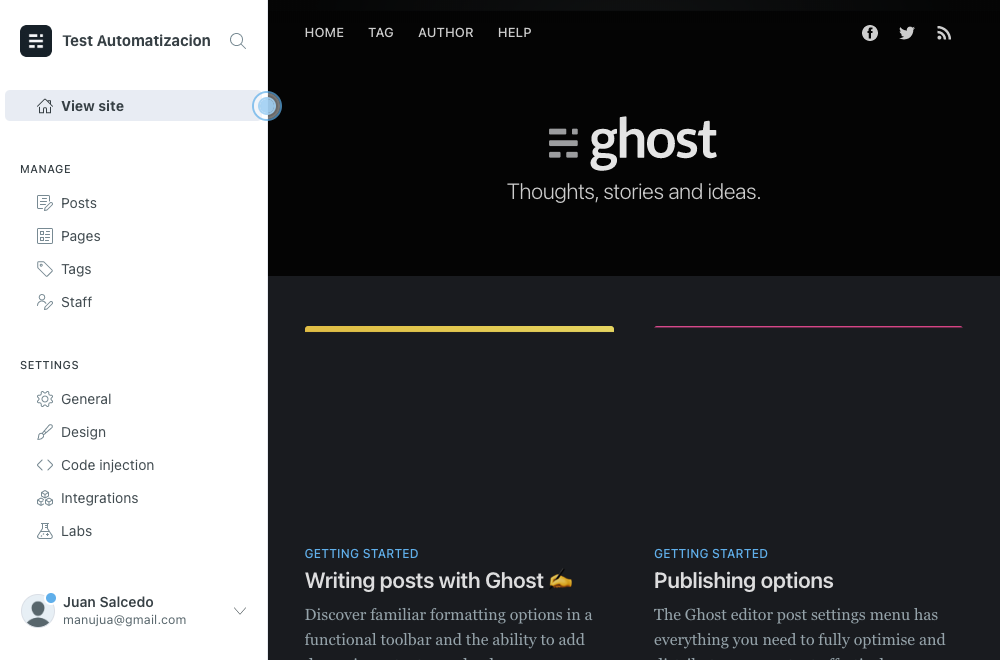 Test Automatizacion
View site
MANAGE
Posts
Pages
Tags
Staff
SETTINGS
General
Design
Code injection
Integrations
Labs
Juan Salcedo
manujua@gmail.com
HOME TAG AUTHOR HELP
ghost
Thoughts, stories and ideas.
GETTING STARTED
Writing posts with Ghost ✍️
Discover familiar formatting options in a
functional toolbar and the ability to add
GETTING STARTED
Publishing options
The Ghost editor post settings menu has
everything you need to fully optimise and